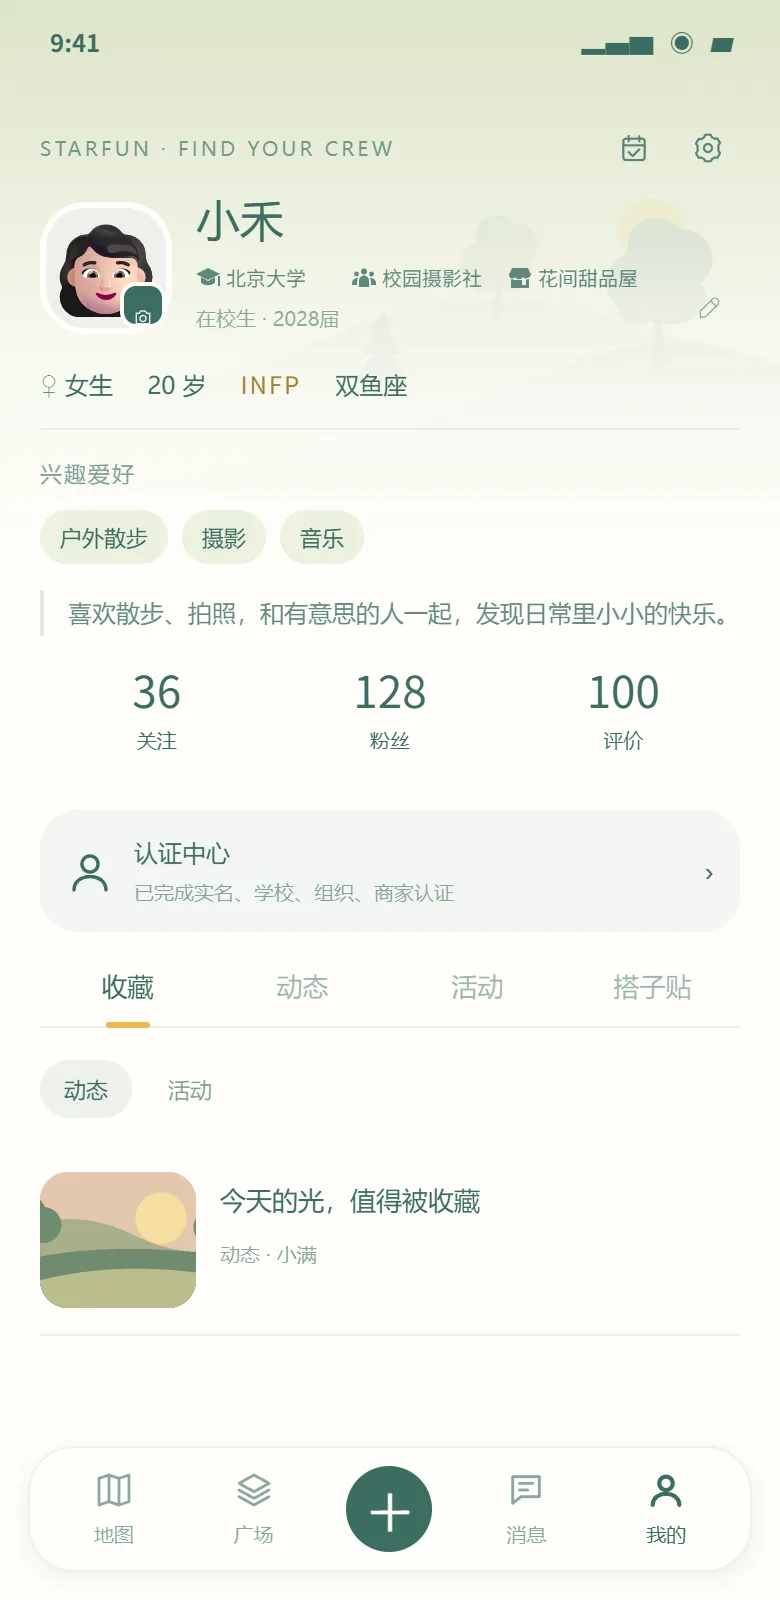 9:41
STARFUN · FIND YOUR CREW
小禾
北京大学 校园摄影社 花间甜品屋
在校生 · 2028届
女生 20 岁 INFP 双鱼座
兴趣爱好
户外散步 摄影 音乐
喜欢散步、拍照，和有意思的人一起，发现日常里小小的快乐。
36 128 100
关注 粉丝 评价
认证中心
已完成实名、学校、组织、商家认证
收藏 动态 活动 搭子贴
动态 活动
今天的光，值得被收藏
动态 · 小满
地图 广场 消息 我的